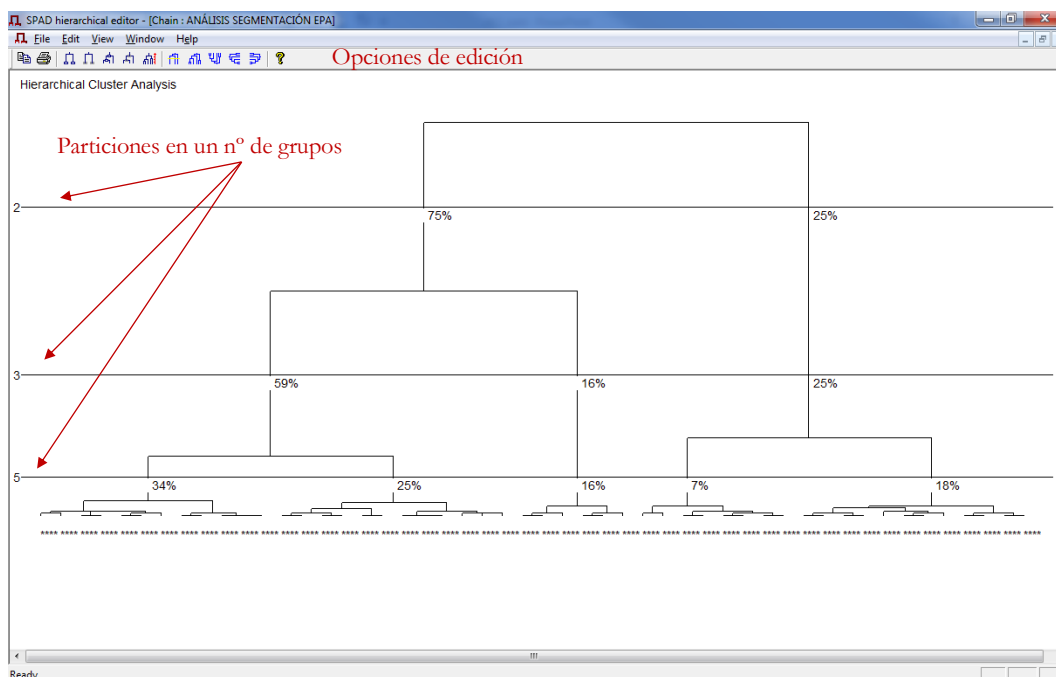 SPAD hierarchical editor - [Chain : ANÁLISIS SEGMENTACIÓN EPA]
File Edit View Window Help
Opciones de edición
Hierarchical Cluster Analysis
Particiones en un nº de grupos
2
75% 25%
3
59% 16% 25%
5
34% 25% 16% 7% 18%
**** **** **** **** **** **** **** **** **** **** **** **** **** **** **** **** **** **** **** **** **** **** **** **** **** **** **** **** **** **** **** **** **** **** **** **** **** **** **** **** **** **** **** **** **** **** **** **** **** ****
Ready